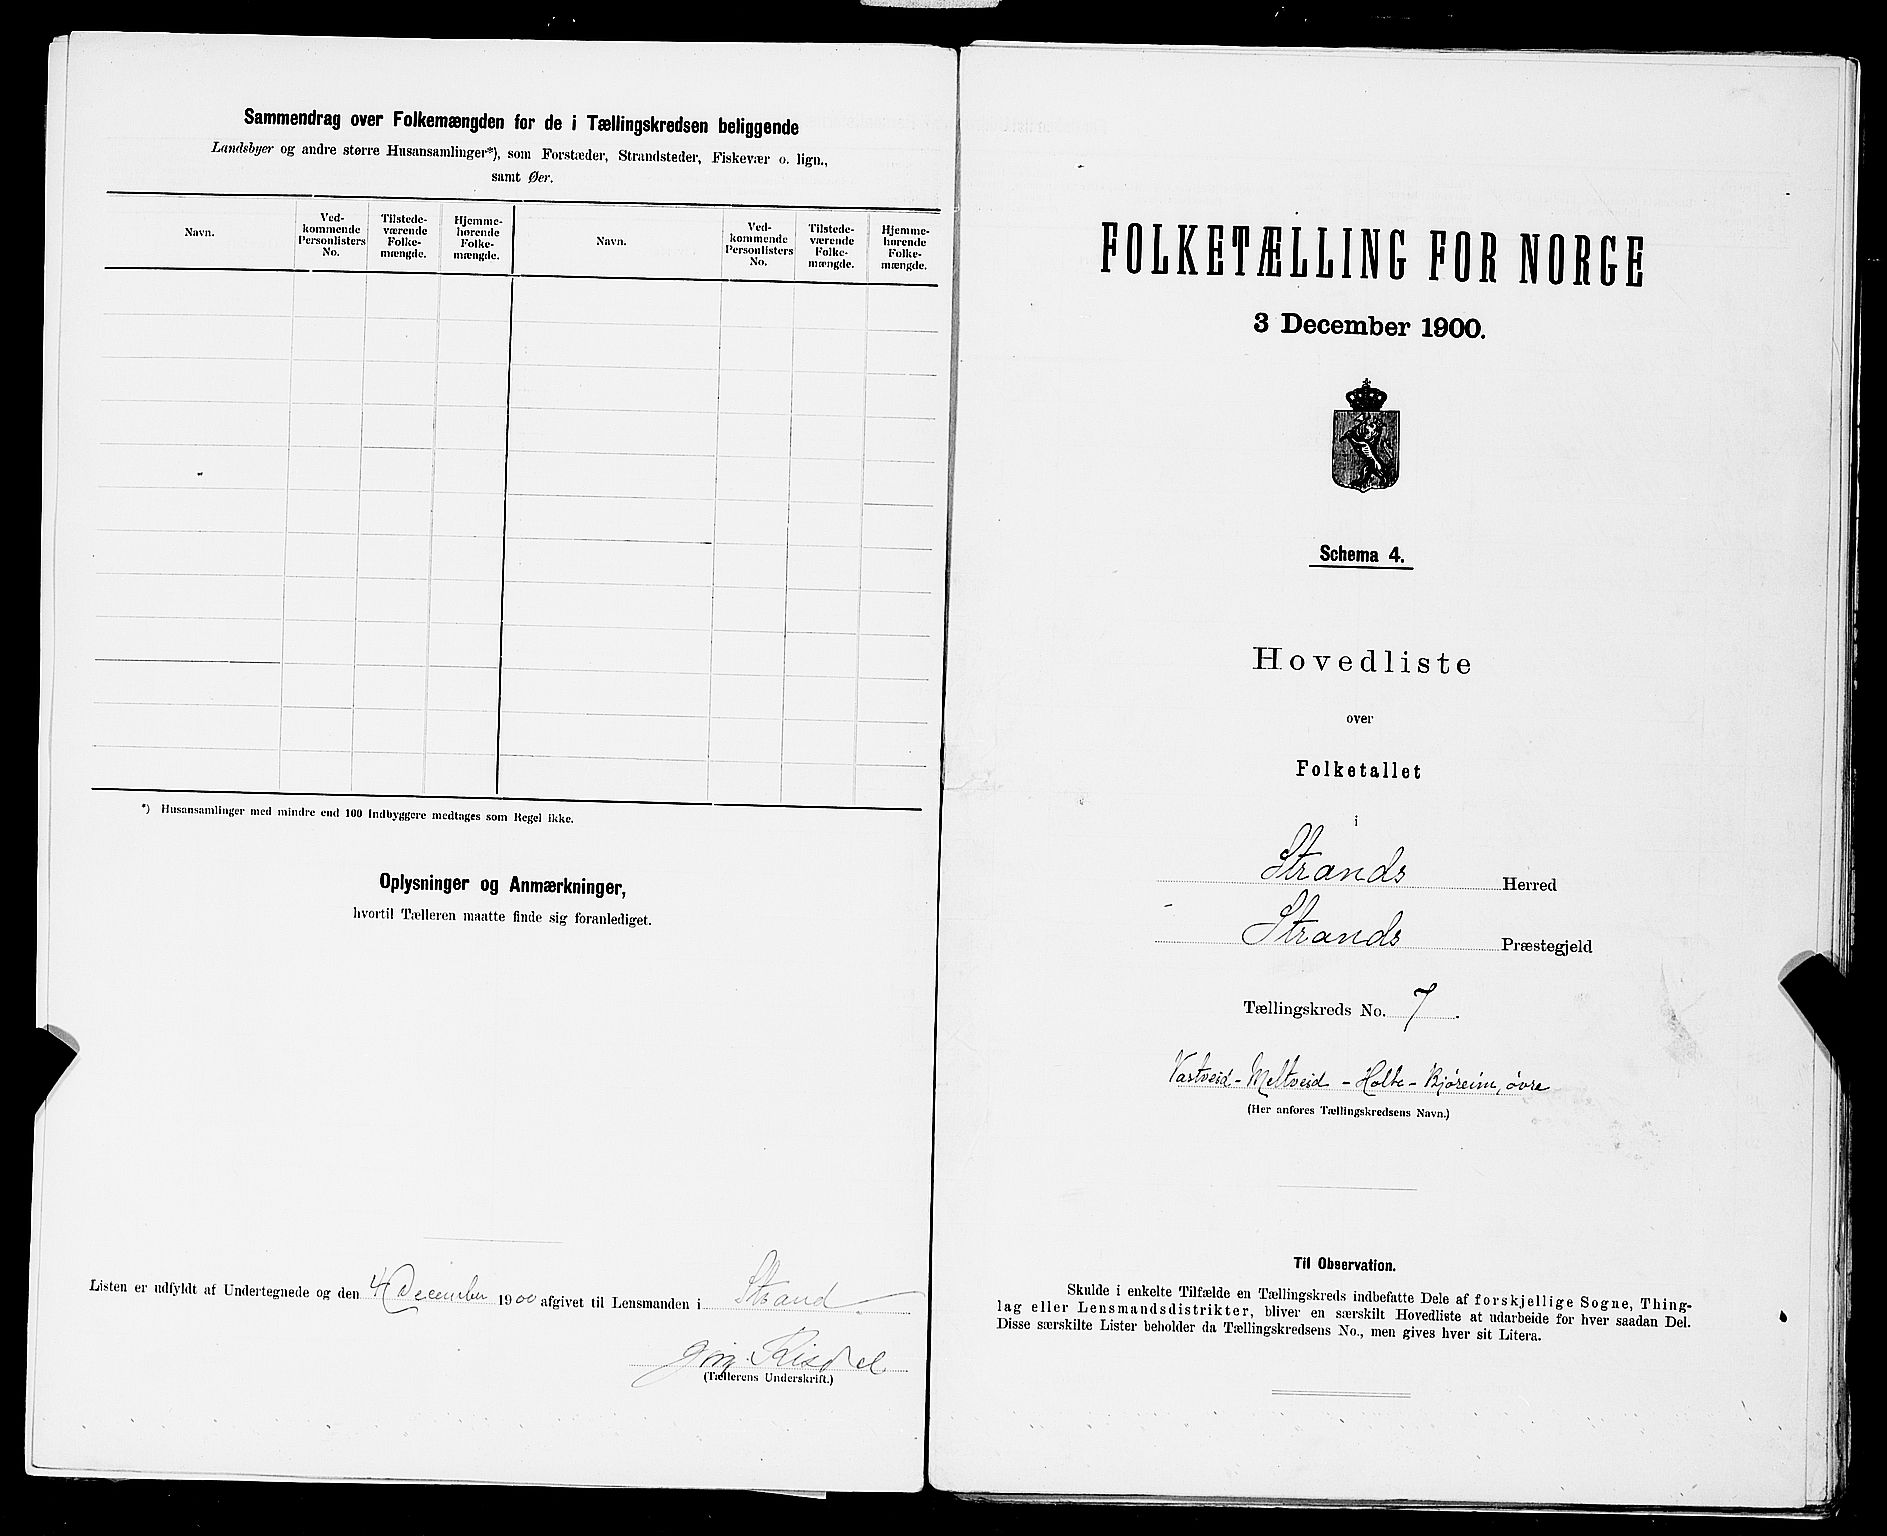 Sammendrag over Folkemængden for de i Tællingskredsen beliggende
Landsbyer og andre større Husansamlinger*), som Forstæder, Strandsteder, Fiskevær o. lign.,
samt Øer.
Navn.
Ved-
kommende
Personlisters
No.
Tilstede-
værende
Folke-
mængde.
Hjemme-
hørende
Folke-
mængde.
Navn.
Ved-
kommende
Personlisters
No.
Tilstede-
værende
Folke-
mængde.
Hjemme-
hørende
Folke-
mængde.
*) Husansamlinger med mindre end 100 Indbyggere medtages som Regel ikke.
Oplysninger og Anmærkninger,
hvortil Tælleren maatte finde sig foranlediget.
Listen er udfyldt af Undertegnede og den 4 December 1900 afgivet til Lensmanden i Strand.
(Tællerens Underskrift.)
FOLKETÆLLING FOR NORGE
3 December 1900.
Schema 4.
Hovedliste
over
Folketallet
i
Strands Herred
Strands Præstegjeld
Tællingskreds No. 7.
Vastveid - Meltveid - Holte - Bjøreim, øvre
(Her anføres Tællingskredsens Navn.)
Til Observation.
Skulde i enkelte Tilfælde en Tællingskreds indbefatte Dele af forskjellige Sogne, Thing-
lag eller Lensmandsdistrikter, bliver en særskilt Hovedliste at udarbeide for hver saadan Del.
Disse særskilte Lister beholder da Tællingskredsens No., men gives hver sit Litera.